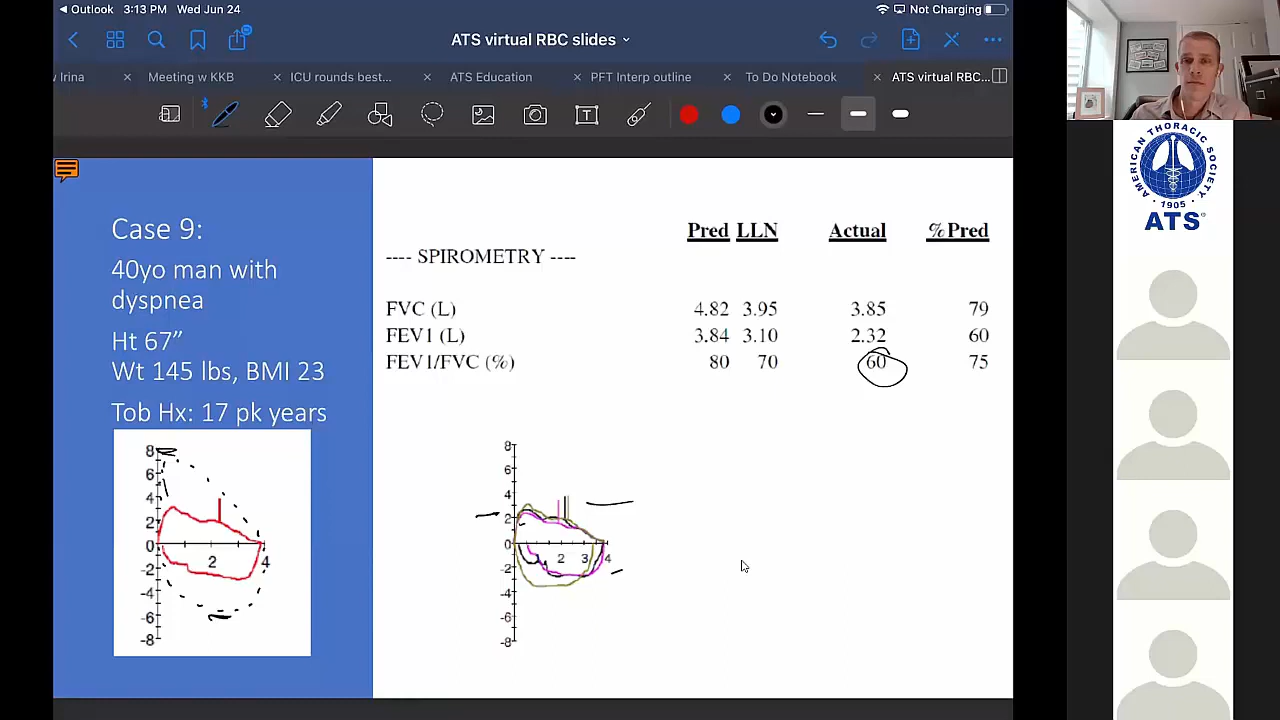 Outlook 3:13 PM Wed Jun 24
Not Charging
ATS virtual RBC slides
w Irina
Meeting w KKB
ICU rounds best...
ATS Education
PFT Interp outline
To Do Notebook
ATS virtual RBC...
T
Case 9:
40yo man with
dyspnea
Ht 67”
Wt 145 lbs, BMI 23
Tob Hx: 17 pk years
8
6
4
2
0
-2
-4
-6
-8
2
4
Pred LLN Actual %Pred
---- SPIROMETRY ----
FVC (L) 4.82 3.95 3.85 79
FEV1 (L) 3.84 3.10 2.32 60
FEV1/FVC (%) 80 70 60 75
8
6
4
2
0
-2
-4
-6
-8
2
3
4
AMERICAN THORACIC SOCIETY
• 1905 •
ATS